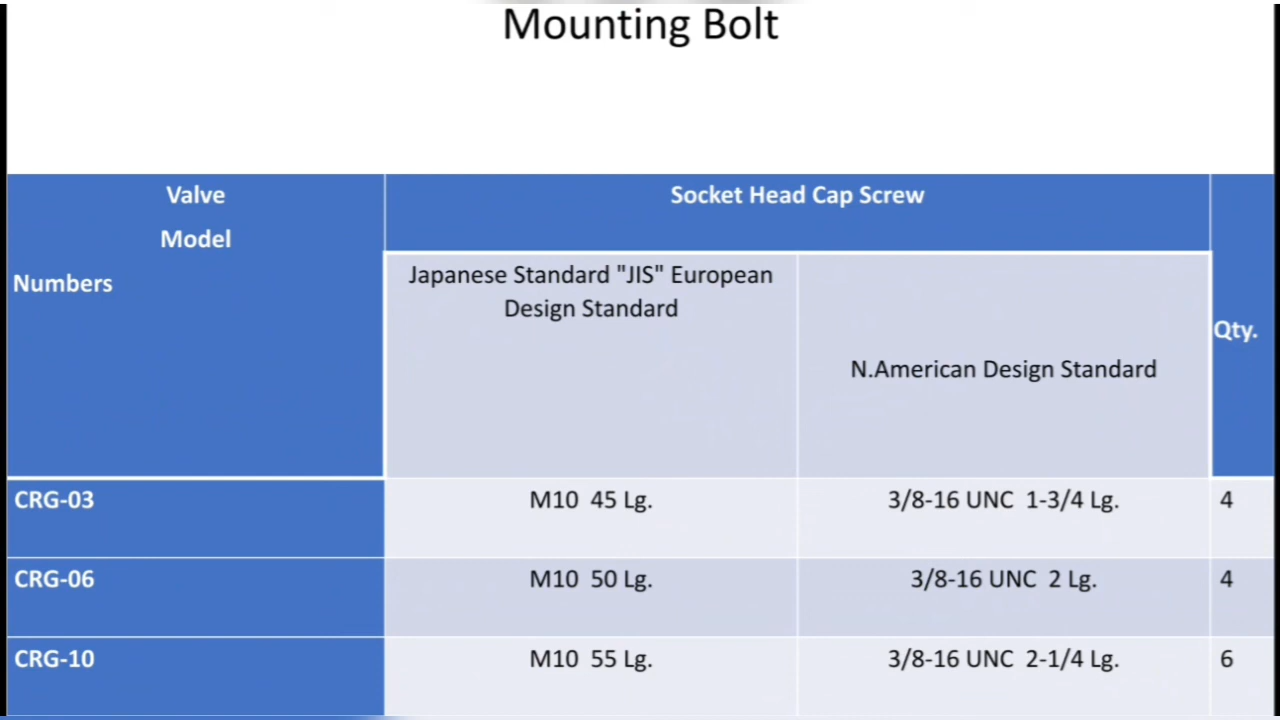 Mounting Bolt
Valve
Model
Numbers
Socket Head Cap Screw
Qty.
Japanese Standard "JIS" European
Design Standard
N.American Design Standard
CRG-03 M10 45 Lg. 3/8-16 UNC 1-3/4 Lg. 4
CRG-06 M10 50 Lg. 3/8-16 UNC 2 Lg. 4
CRG-10 M10 55 Lg. 3/8-16 UNC 2-1/4 Lg. 6